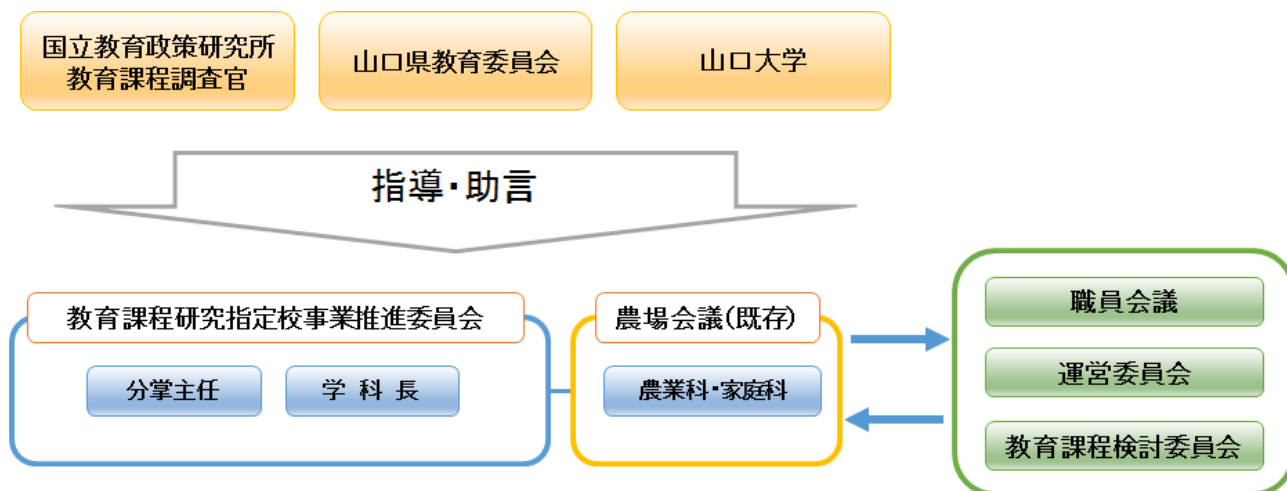 国立教育政策研究所
教育課程調査官
山口県教育委員会
山口大学
指導・助言
教育課程研究指定校事業推進委員会
分掌主任
学 科 長
農場会議(既存)
農業科・家庭科
職員会議
運営委員会
教育課程検討委員会